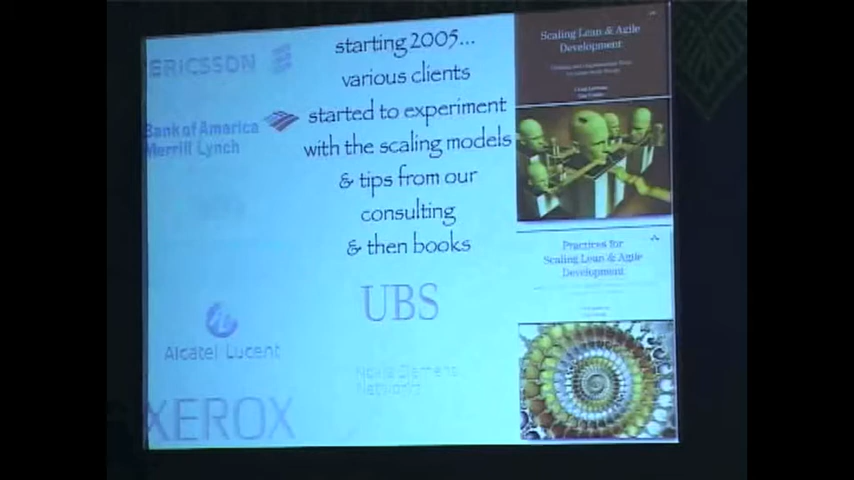 starting 2005...
various clients
started to experiment
with the scaling models
& tips from our
consulting
& then books
ERICSSON
Bank of America
Merrill Lynch
Alcatel Lucent
XEROX
UBS
Nokia Siemens
Networks
Scaling Lean & Agile
Development
Practices for
Scaling Lean & Agile
Development